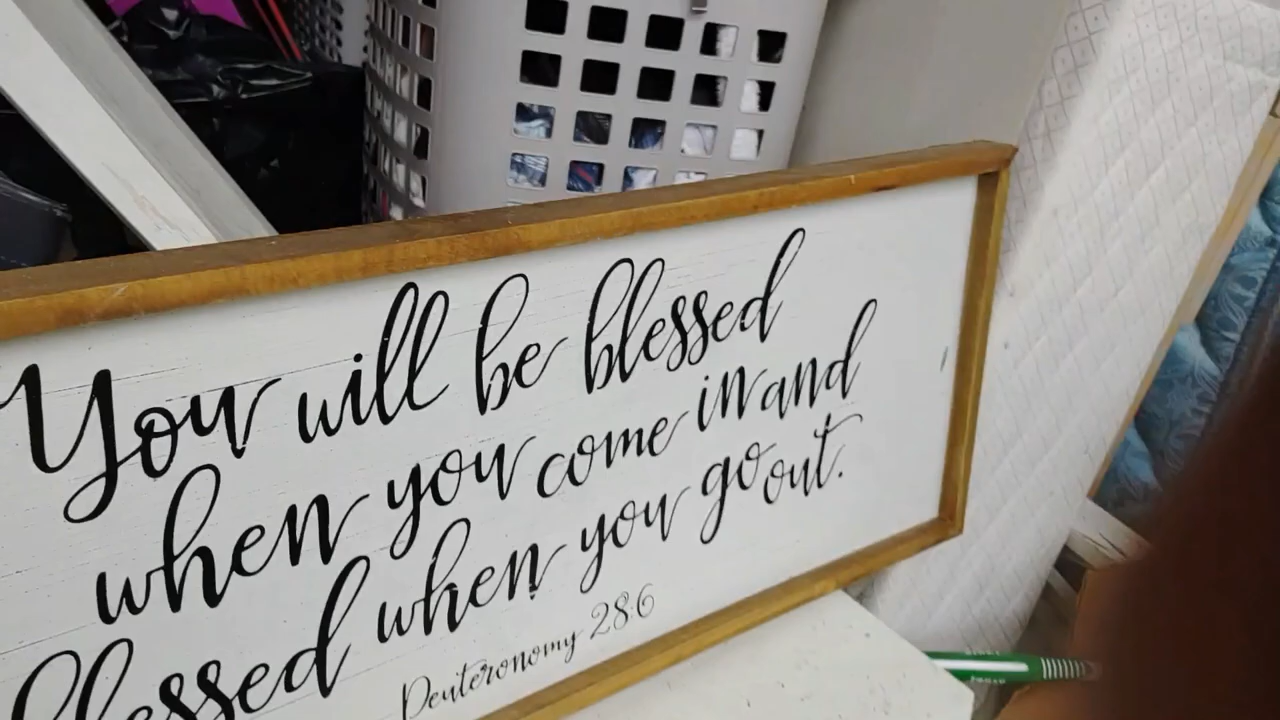 You will be blessed
when you come in and
blessed when you go out.
Deuteronomy 28:6